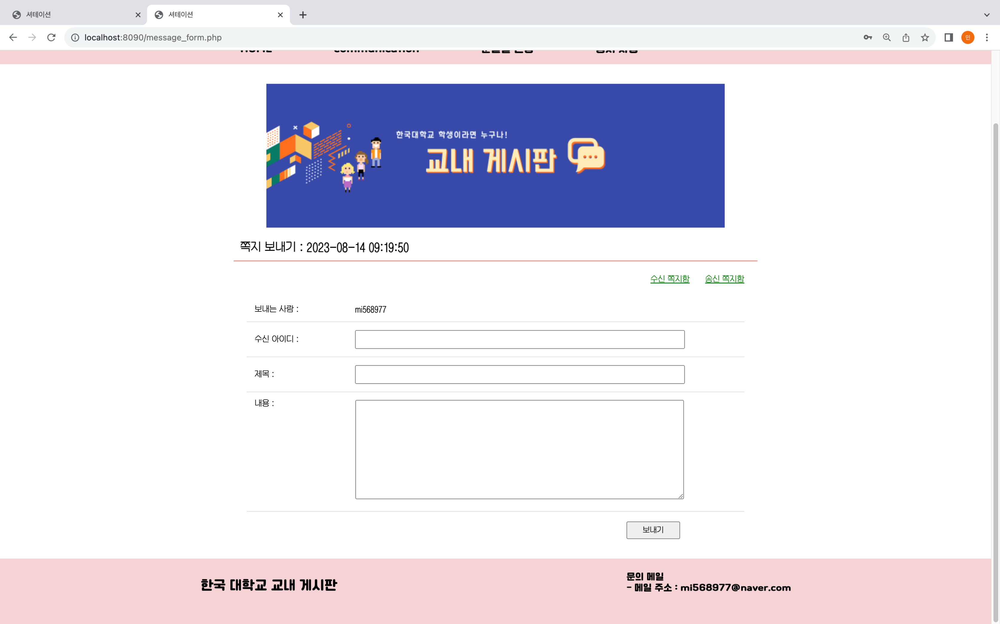 셔테이션
셔테이션
localhost:8090/message_form.php
민
한국대학교 학생이라면 누구나!
교내 게시판
쪽지 보내기 : 2023-08-14 09:19:50
수신 쪽지함 송신 쪽지함
보내는 사람 : mi568977
수신 아이디 :
제목 :
내용 :
보내기
한국 대학교 교내 게시판
문의 메일
- 메일 주소 : mi568977@naver.com